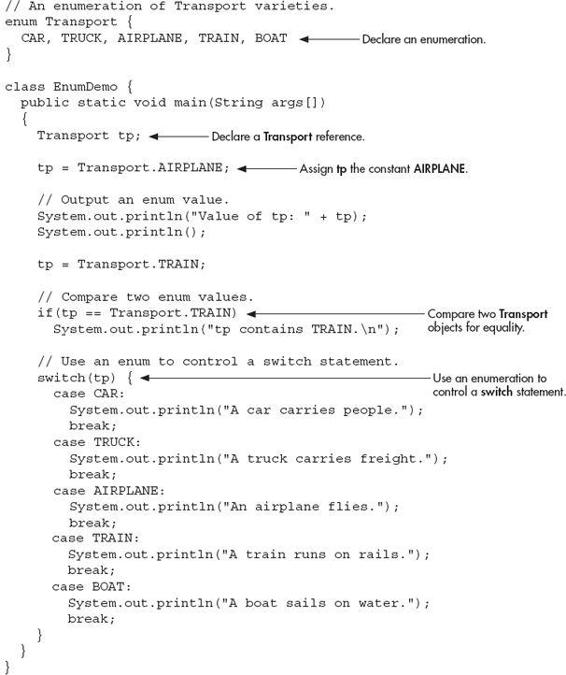 // An enumeration of Transport varieties.
enum Transport {
  CAR, TRUCK, AIRPLANE, TRAIN, BOAT Declare an enumeration.
}
class EnumDemo {
  public static void main(String args[])
  {
    Transport tp; Declare a Transport reference.
    tp = Transport.AIRPLANE; Assign tp the constant AIRPLANE.
    // Output an enum value.
    System.out.println("Value of tp: " + tp);
    System.out.println();
    tp = Transport.TRAIN;
    // Compare two enum values.
    if(tp == Transport.TRAIN) Compare two Transport
objects for equality.
      System.out.println("tp contains TRAIN.\n");
    // Use an enum to control a switch statement.
    switch(tp) { Use an enumeration to
control a switch statement.
      case CAR:
        System.out.println("A car carries people.");
        break;
      case TRUCK:
        System.out.println("A truck carries freight.");
        break;
      case AIRPLANE:
        System.out.println("An airplane flies.");
        break;
      case TRAIN:
        System.out.println("A train runs on rails.");
        break;
      case BOAT:
        System.out.println("A boat sails on water.");
        break;
    }
  }
}